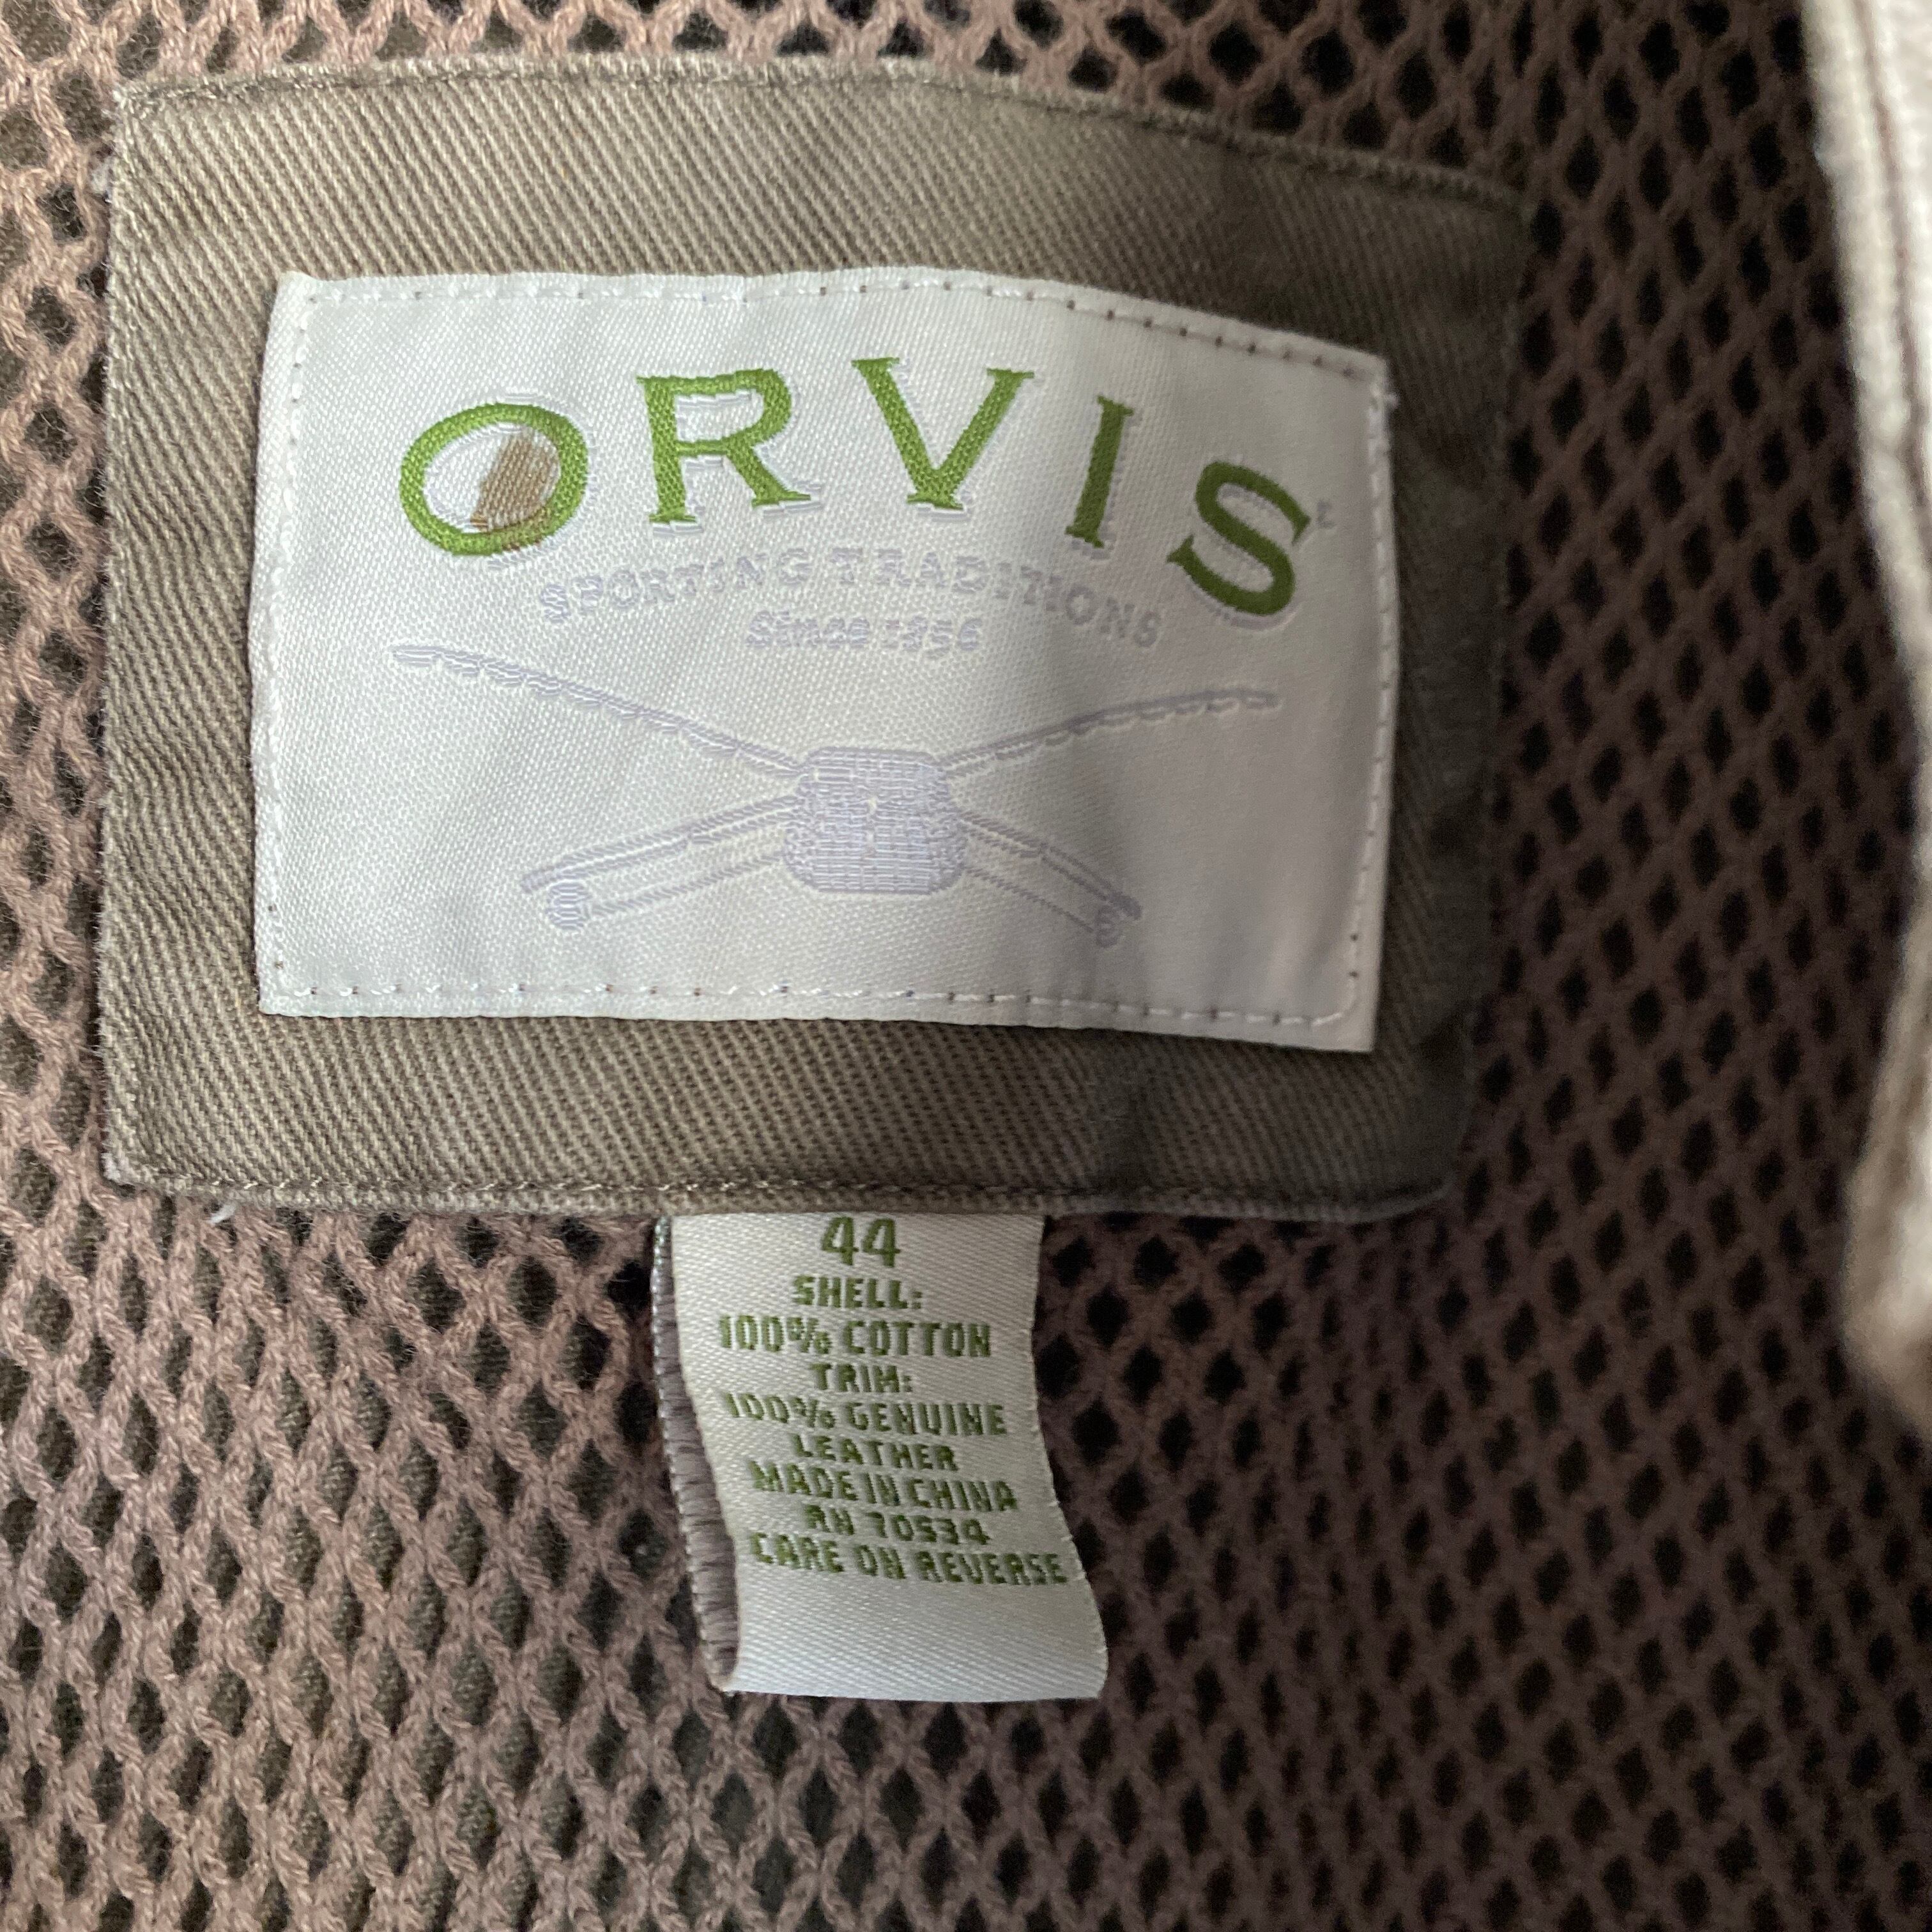 ORVIS
SPORTING TRADITIONS
Since 1856
44
SHELL:
100% COTTON
TRIM:
100% GENUINE
LEATHER
MADE IN CHINA
RN 70534
CARE ON REVERSE